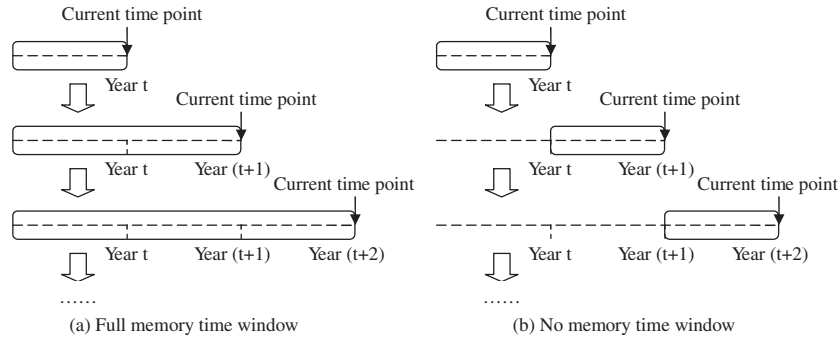 Current time point
Year t
Current time point
Year t Year (t+1)
Current time point
Year t Year (t+1) Year (t+2)
......
(a) Full memory time window
Current time point
Year t
Current time point
Year t Year (t+1)
Current time point
Year t Year (t+1) Year (t+2)
......
(b) No memory time window